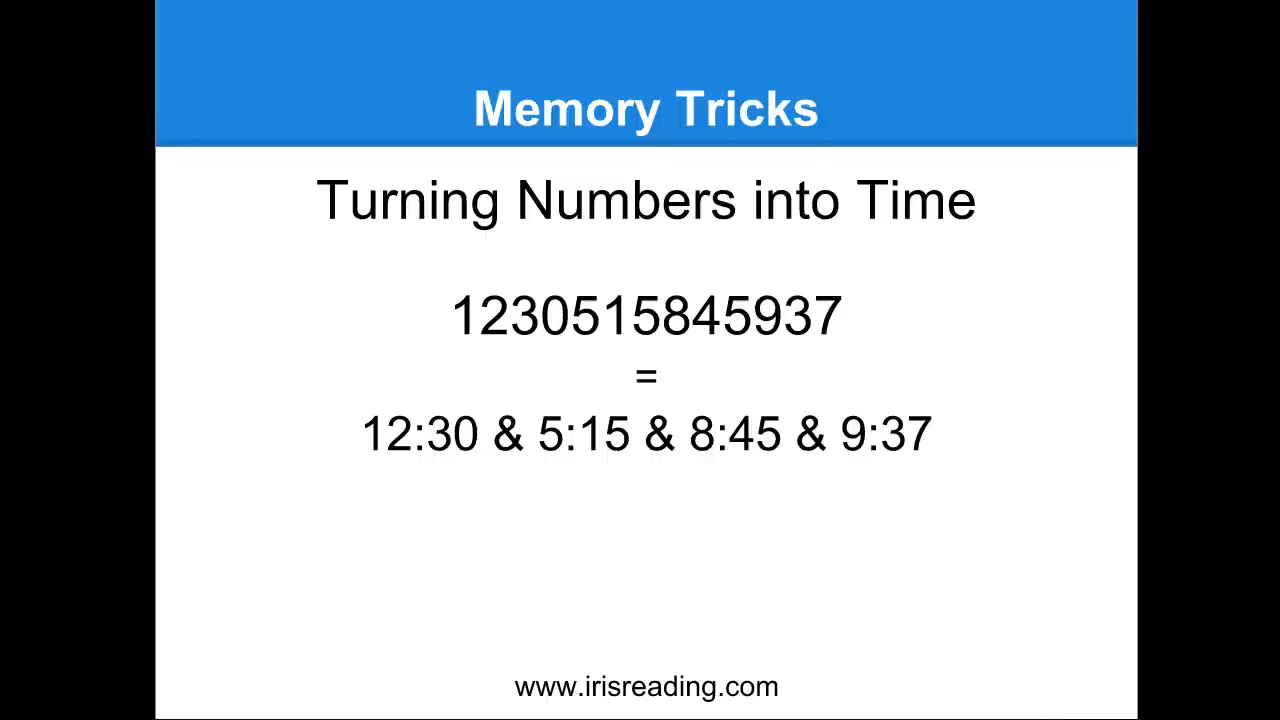 Memory Tricks
Turning Numbers into Time
1230515845937
=
12:30 & 5:15 & 8:45 & 9:37
www.irisreading.com